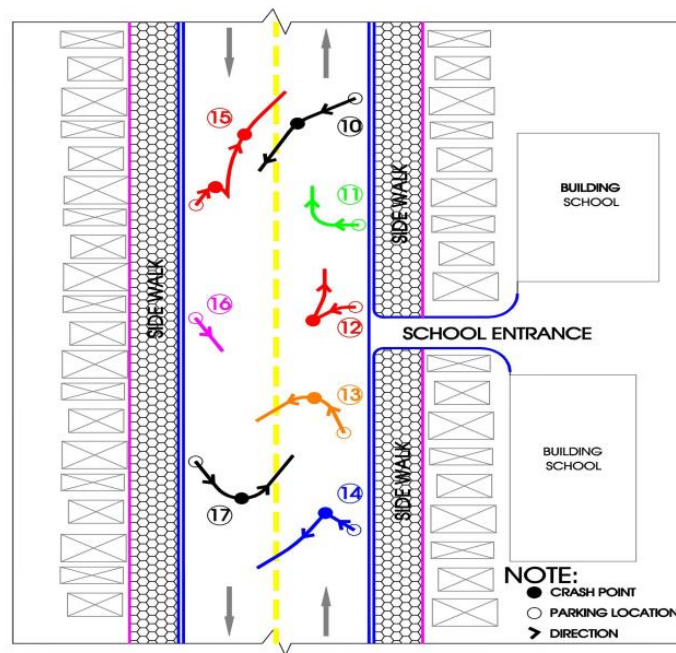 15
10
BUILDING
SCHOOL
11
SIDE WALK
SIDE WALK
16
12
SCHOOL ENTRANCE
13
BUILDING
SCHOOL
SIDE WALK
14
17
NOTE:
CRASH POINT
PARKING LOCATION
DIRECTION